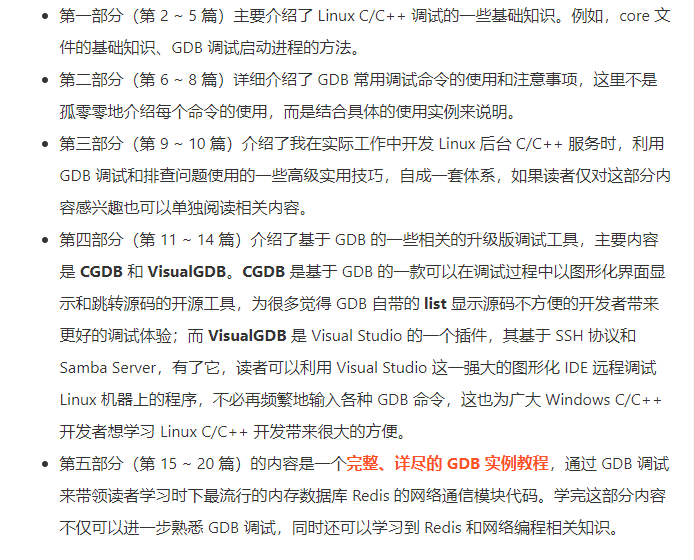 第一部分（第 2 ~ 5 篇）主要介绍了 Linux C/C++ 调试的一些基础知识。例如，core 文
件的基础知识、GDB 调试启动进程的方法。
第二部分（第 6 ~ 8 篇）详细介绍了 GDB 常用调试命令的使用和注意事项，这里不是
孤零零地介绍每个命令的使用，而是结合具体的使用实例来说明。
第三部分（第 9 ~ 10 篇）介绍了我在实际工作中开发 Linux 后台 C/C++ 服务时，利用
GDB 调试和排查问题使用的一些高级实用技巧，自成一套体系，如果读者仅对这部分内
容感兴趣也可以单独阅读相关内容。
第四部分（第 11 ~ 14 篇）介绍了基于 GDB 的一些相关的升级版调试工具，主要内容
是 CGDB 和 VisualGDB。CGDB 是基于 GDB 的一款可以在调试过程中以图形化界面显
示和跳转源码的开源工具，为很多觉得 GDB 自带的 list 显示源码不方便的开发者带来
更好的调试体验；而 VisualGDB 是 Visual Studio 的一个插件，其基于 SSH 协议和
Samba Server，有了它，读者可以利用 Visual Studio 这一强大的图形化 IDE 远程调试
Linux 机器上的程序，不必再频繁地输入各种 GDB 命令，这也为广大 Windows C/C++
开发者想学习 Linux C/C++ 开发带来很大的方便。
第五部分（第 15 ~ 20 篇）的内容是一个完整、详尽的 GDB 实例教程，通过 GDB 调试
来带领读者学习时下最流行的内存数据库 Redis 的网络通信模块代码。学完这部分内容
不仅可以进一步熟悉 GDB 调试，同时还可以学习到 Redis 和网络编程相关知识。